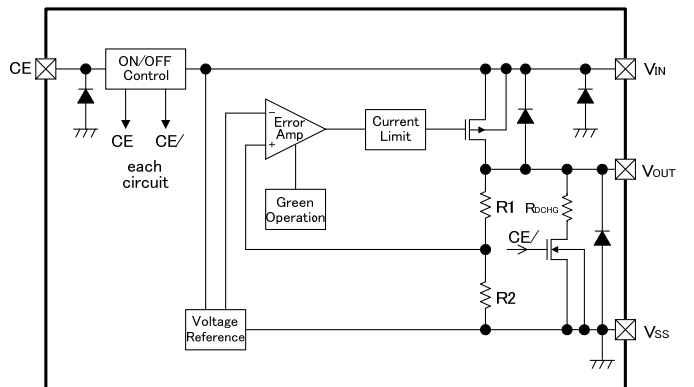 CE
ON/OFF
Control
VIN
CE
CE/
each
circuit
−
Error
Amp
+
Current
Limit
Green
Operation
VOUT
R1
RDCHG
CE/
R2
Voltage
Reference
VSS